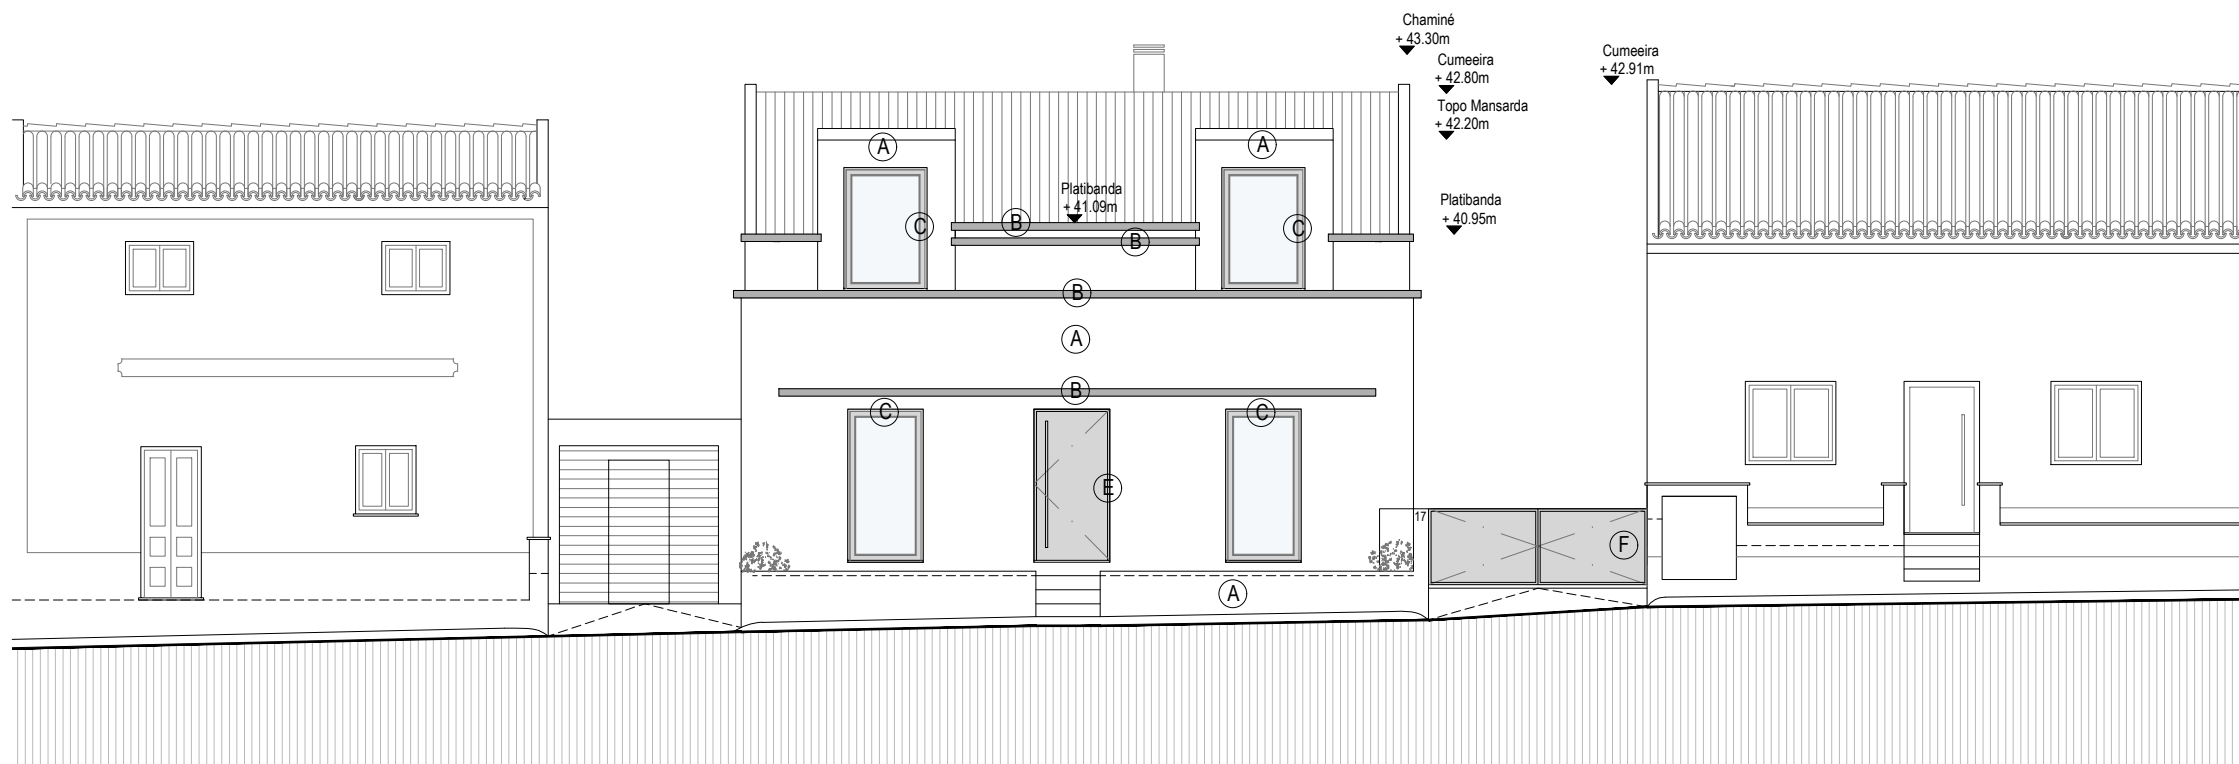 Chaminé
+ 43.30m
Cumeeira
+ 42.80m
Cumeeira
+ 42.91m
Topo Mansarda
+ 42.20m
A
A
Platibanda
+ 41.09m
Platibanda
+ 40.95m
C
B
C
B
B
A
B
C
C
E
17
F
A